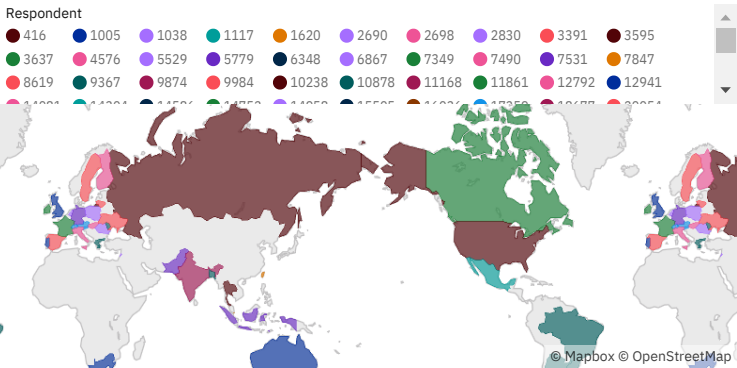 Respondent
416 1005 1038 1117 1620 2690 2698 2830 3391 3595
3637 4576 5529 5779 6348 6867 7349 7490 7531 7847
8619 9367 9874 9984 10238 10878 11168 11861 12792 12941
© Mapbox © OpenStreetMap